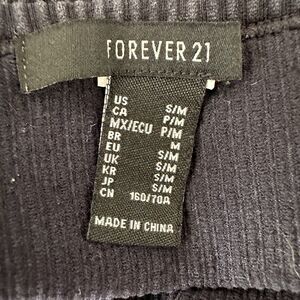 FOREVER 21
US S/M
CA P/M
MX/ECU P/M
BR M
EU S/M
UK S/M
KR S/M
JP S/M
CN 160/70A
MADE IN CHINA